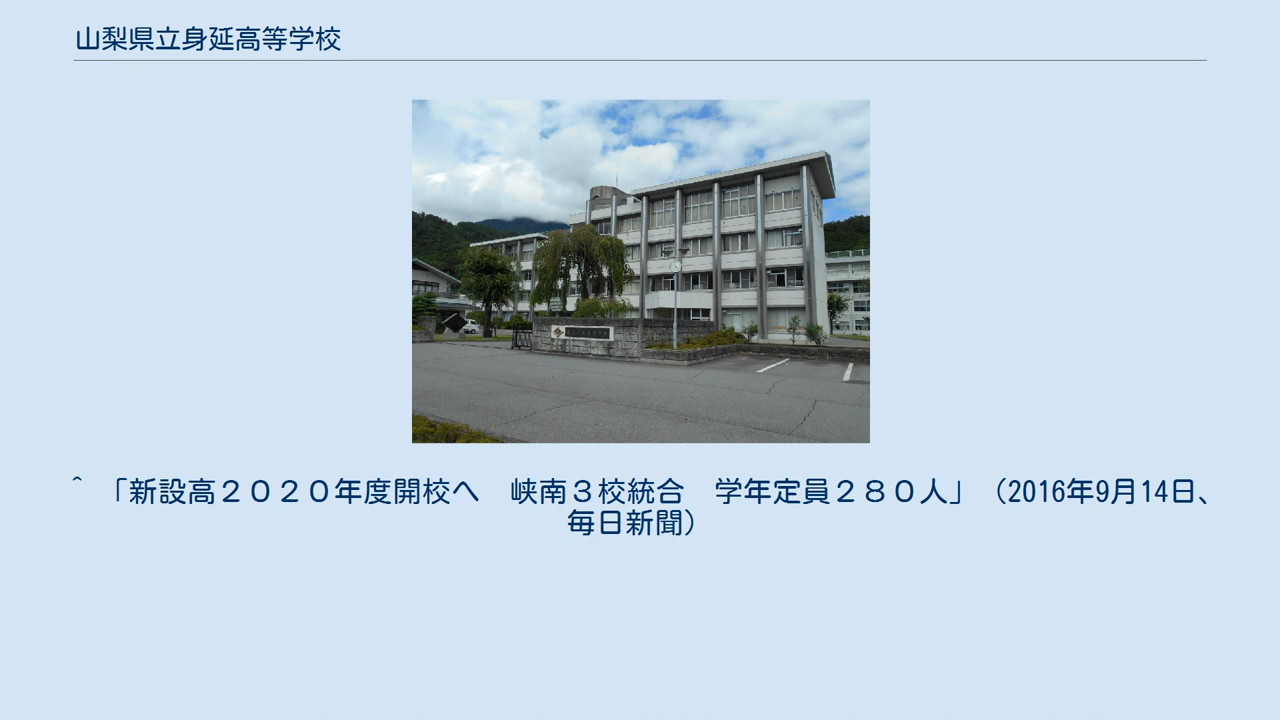 山梨県立身延高等学校
^ 「新設高２０２０年度開校へ　峡南３校統合　学年定員２８０人」（2016年9月14日、
毎日新聞）